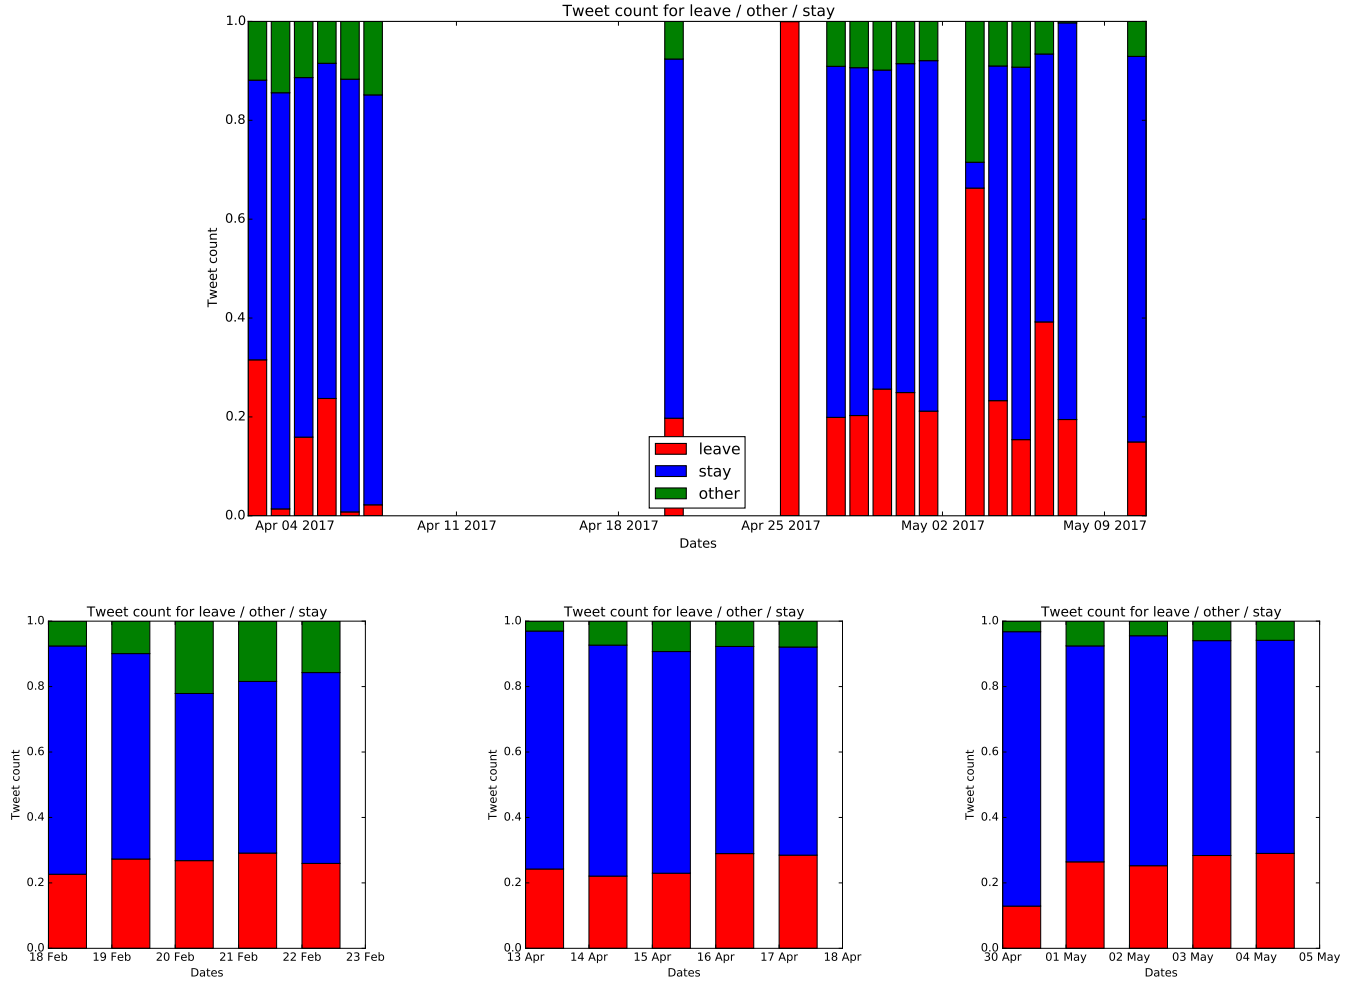 Tweet count for leave / other / stay
1.0
0.8
0.6
0.4
0.2
0.0
Tweet count
leave
stay
other
Apr 04 2017 Apr 11 2017 Apr 18 2017 Apr 25 2017 May 02 2017 May 09 2017
Dates
Tweet count for leave / other / stay
1.0
0.8
0.6
0.4
0.2
0.0
Tweet count
18 Feb 19 Feb 20 Feb 21 Feb 22 Feb 23 Feb
Dates
Tweet count for leave / other / stay
1.0
0.8
0.6
0.4
0.2
0.0
Tweet count
13 Apr 14 Apr 15 Apr 16 Apr 17 Apr 18 Apr
Dates
Tweet count for leave / other / stay
1.0
0.8
0.6
0.4
0.2
0.0
Tweet count
30 Apr 01 May 02 May 03 May 04 May 05 May
Dates